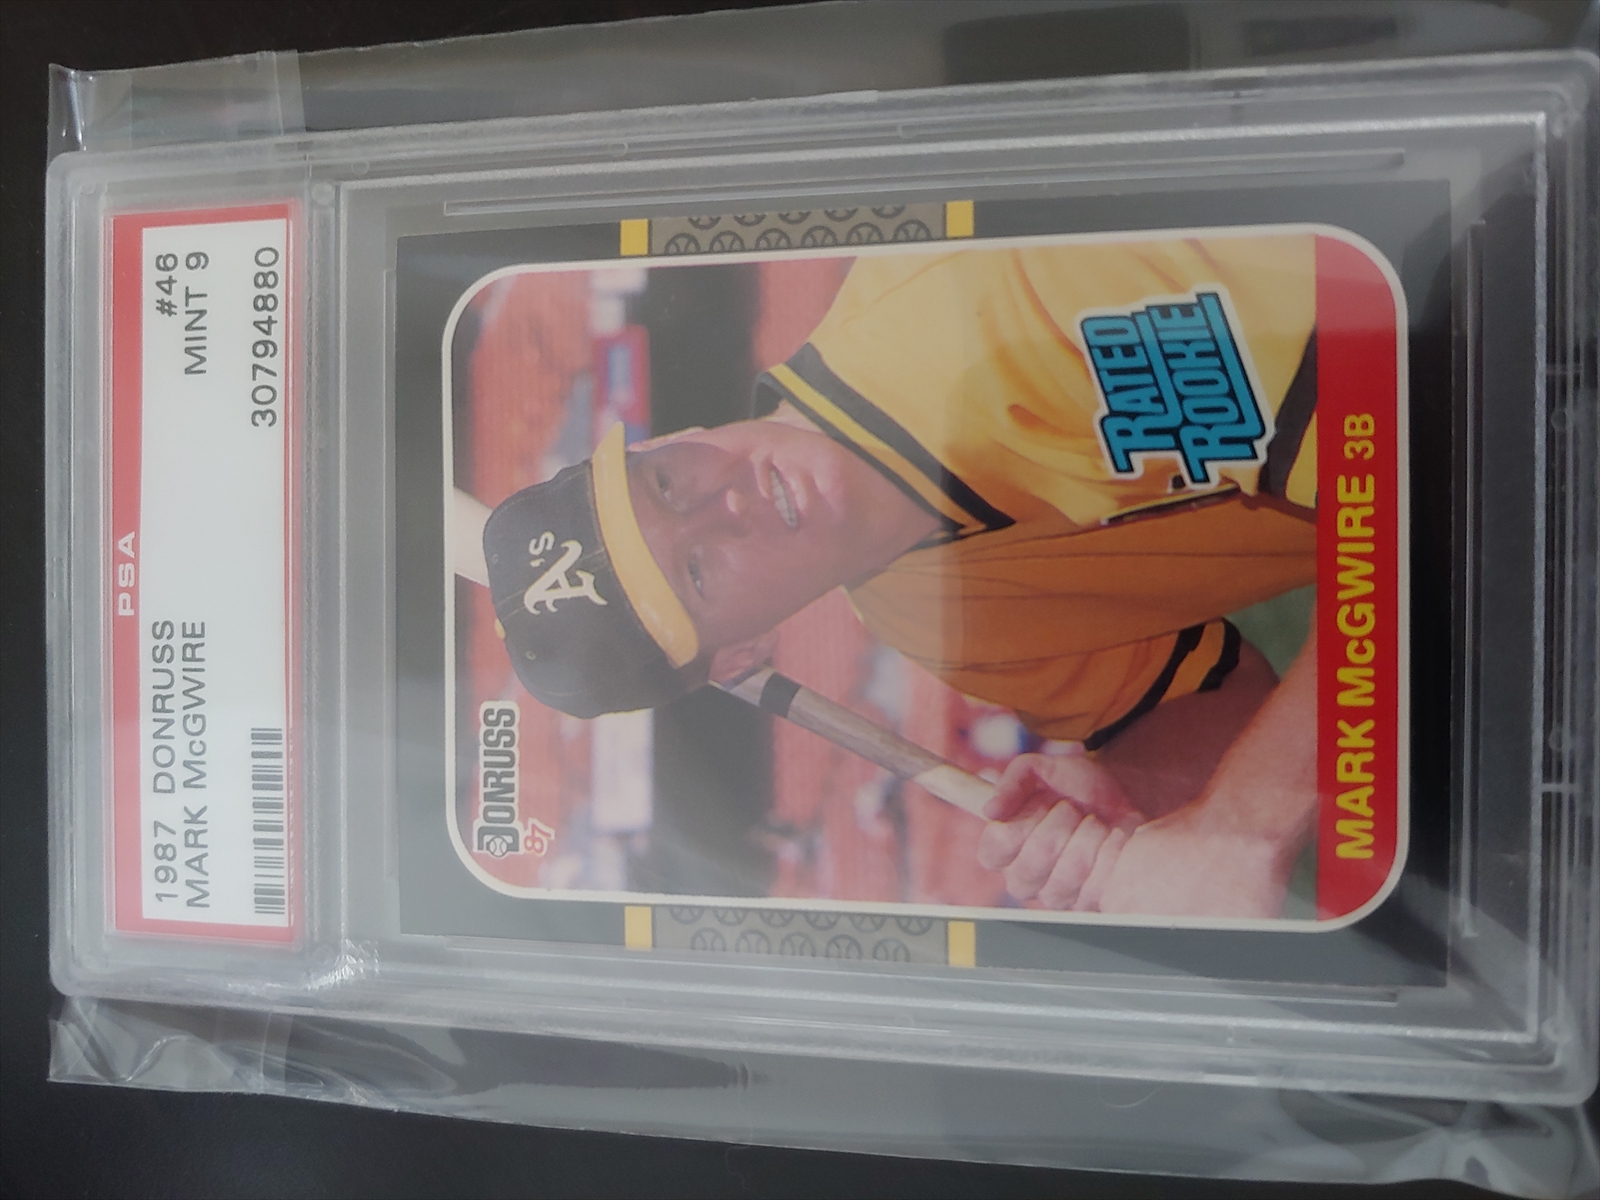 PSA
1987 DONRUSS #46
MARK McGWIRE MINT 9
30794880
DONRUSS
'87
A's
RATED
ROOKIE
MARK McGWIRE 3B